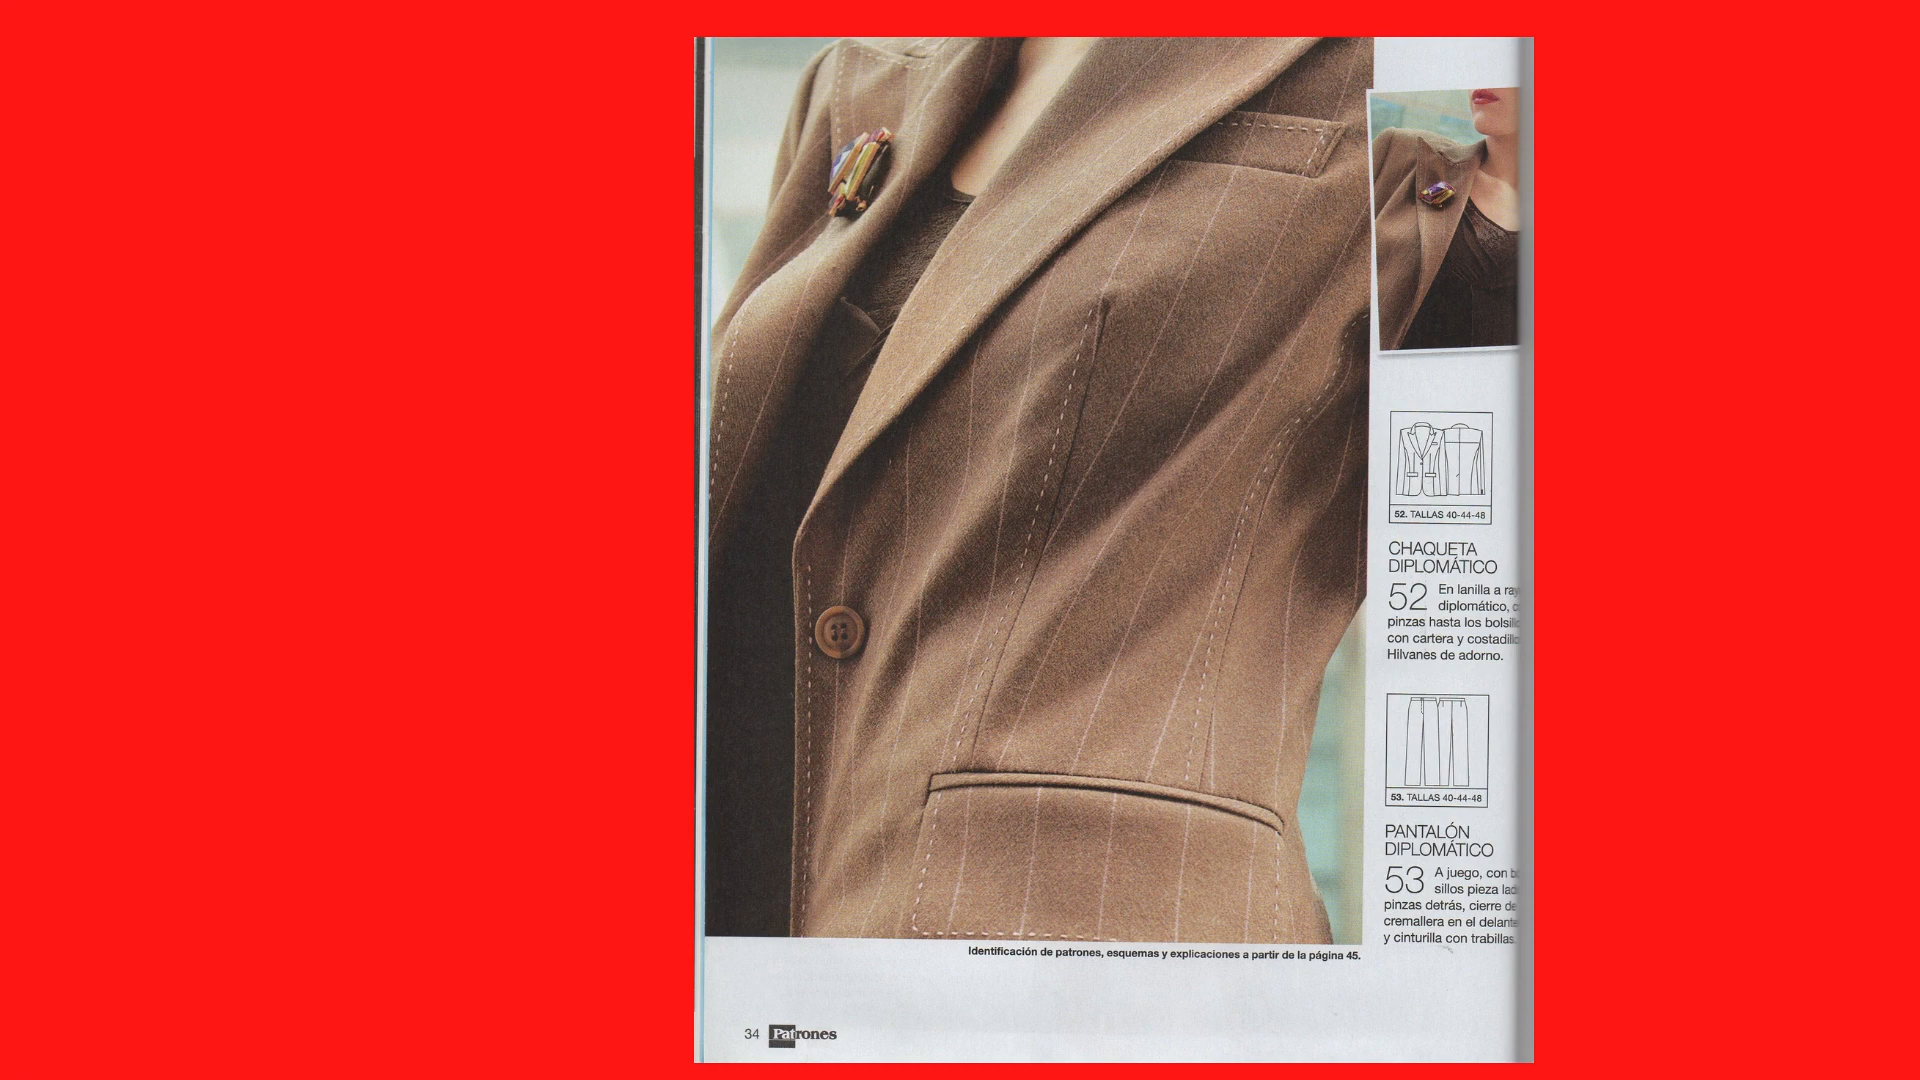 52. TALLAS 40-44-48
CHAQUETA
DIPLOMÁTICO
52 En lanilla a
diplomático,
pinzas hasta los
con cartera y
Hilvanes de adorno.
53. TALLAS 40-44-48
PANTALÓN
DIPLOMÁTICO
53 A juego, con
sillos pieza
pinzas detrás, cierre de
cremallera en el
y cinturilla con trabillas.
Identificación de patrones, esquemas y explicaciones a partir de la página 45.
34 Patrones